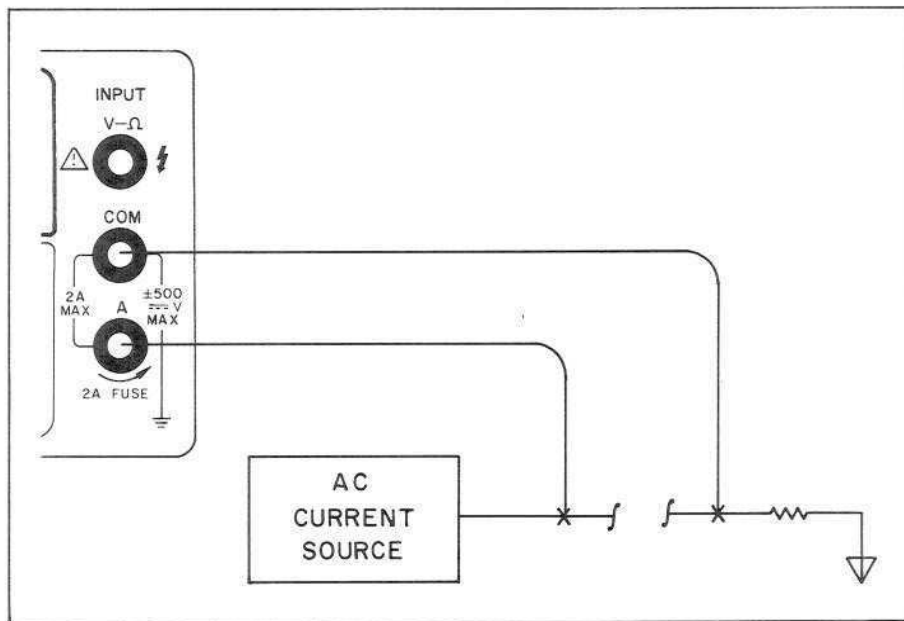 INPUT
V-Ω
COM
2A
MAX
±500
V
MAX
A
2A FUSE
AC
CURRENT
SOURCE